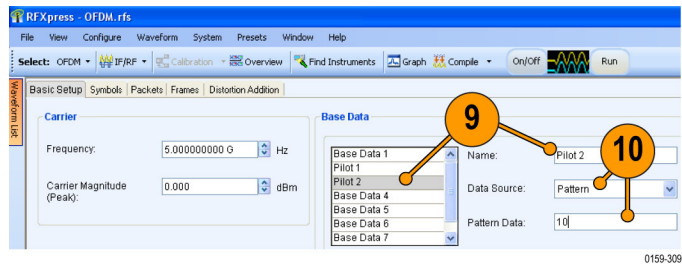 RFXpress - OFDM.rfs
File View Configure Waveform System Presets Window Help
Select: OFDM IF/RF Calibration Overview Find Instruments Graph Compile On/Off Run
Waveform List
Basic Setup Symbols Packets Frames Distortion Addition
Carrier
Frequency: 5.000000000 G Hz
Carrier Magnitude (Peak): 0.000 dBm
Base Data
Base Data 1
Pilot 1
Pilot 2
Base Data 4
Base Data 5
Base Data 6
Base Data 7
9
Name: Pilot 2
10
Data Source: Pattern
Pattern Data: 10
0159-309